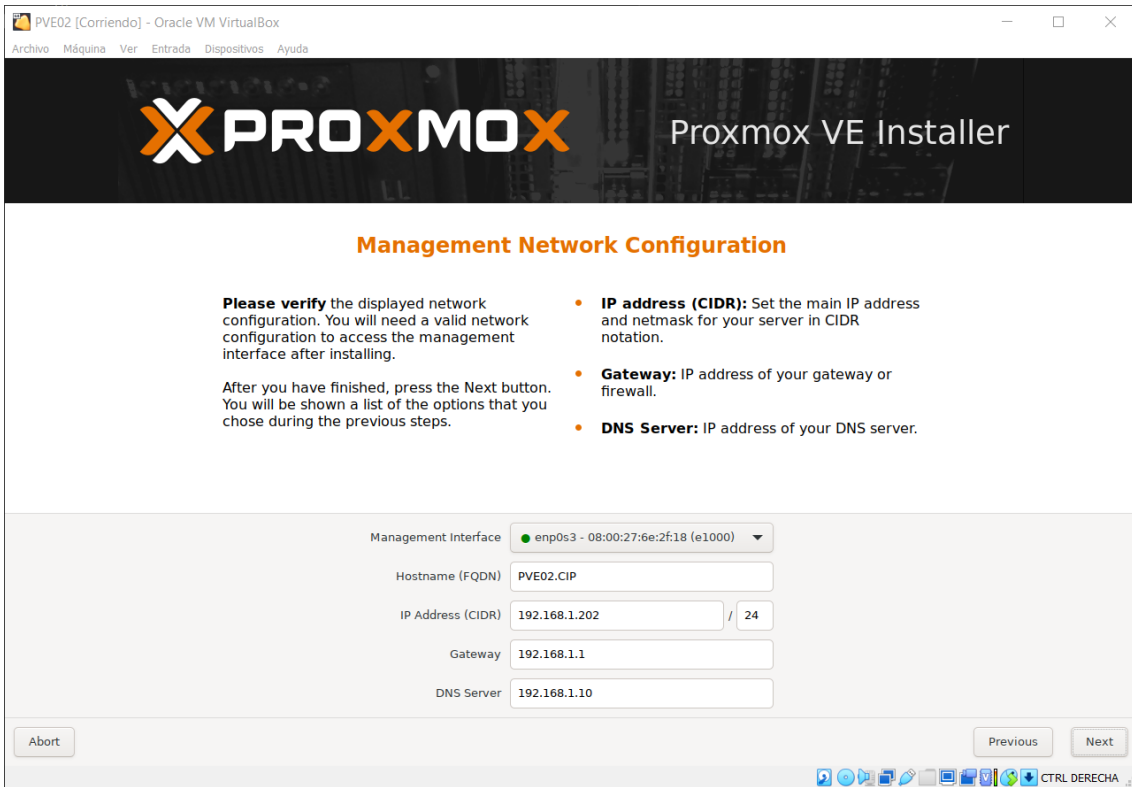 PVE02 [Corriendo] - Oracle VM VirtualBox
Archivo Máquina Ver Entrada Dispositivos Ayuda
PROXMOX
Proxmox VE Installer
Management Network Configuration
Please verify the displayed network
configuration. You will need a valid network
configuration to access the management
interface after installing.
After you have finished, press the Next button.
You will be shown a list of the options that you
chose during the previous steps.
• IP address (CIDR): Set the main IP address
and netmask for your server in CIDR
notation.
• Gateway: IP address of your gateway or
firewall.
• DNS Server: IP address of your DNS server.
Management Interface enp0s3 - 08:00:27:6e:2f:18 (e1000)
Hostname (FQDN) PVE02.CIP
IP Address (CIDR) 192.168.1.202 / 24
Gateway 192.168.1.1
DNS Server 192.168.1.10
Abort Previous Next
CTRL DERECHA